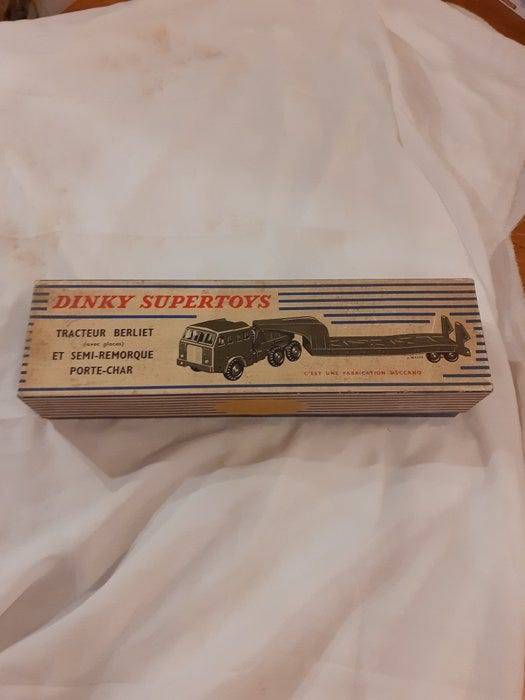 DINKY SUPERTOYS
TRACTEUR BERLIET
(avec glaces)
ET SEMI-REMORQUE
PORTE-CHAR
C'EST UNE FABRICATION MECCANO